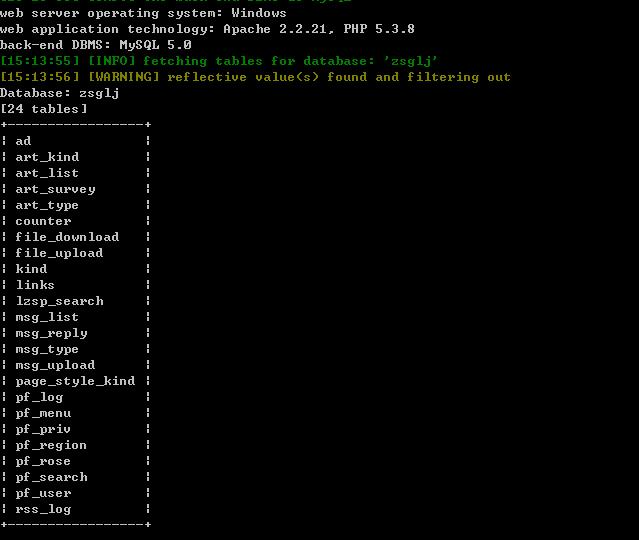 web server operating system: Windows
web application technology: Apache 2.2.21, PHP 5.3.8
back-end DBMS: MySQL 5.0
[15:13:55] [INFO] fetching tables for database: 'zsglj'
[15:13:56] [WARNING] reflective value(s) found and filtering out
Database: zsglj
[24 tables]
+-----------------+
| ad |
| art_kind |
| art_list |
| art_survey |
| art_type |
| counter |
| file_download |
| file_upload |
| kind |
| links |
| lzsp_search |
| msg_list |
| msg_reply |
| msg_type |
| msg_upload |
| page_style_kind |
| pf_log |
| pf_menu |
| pf_priv |
| pf_region |
| pf_rose |
| pf_search |
| pf_user |
| rss_log |
+-----------------+